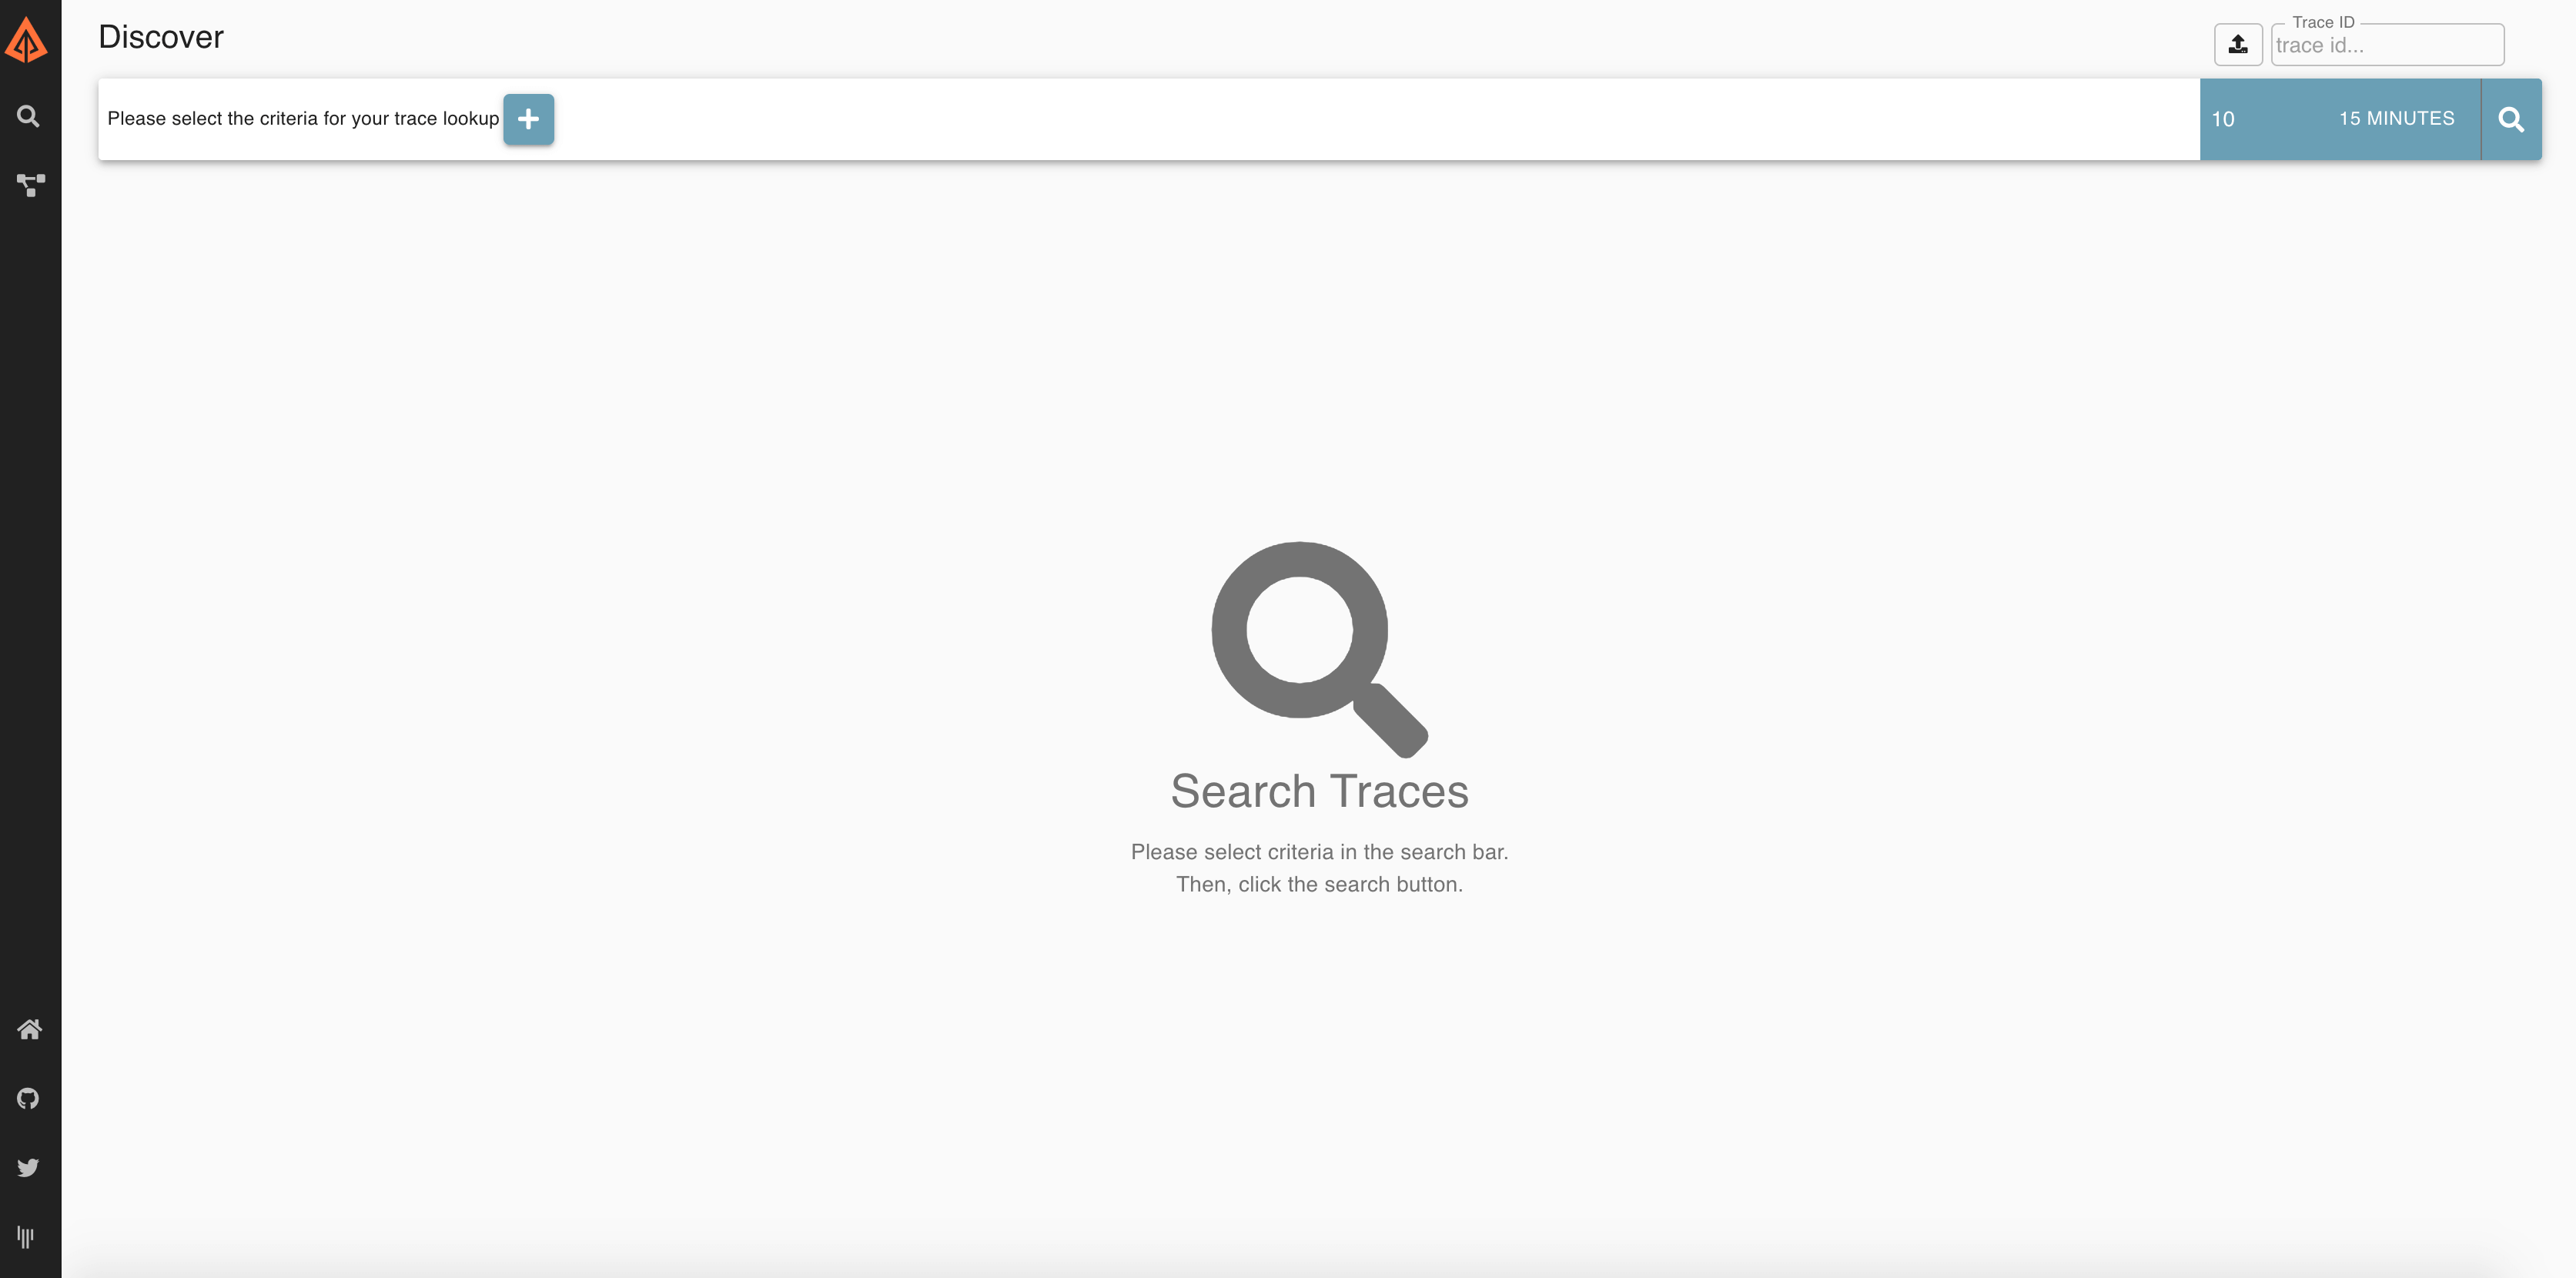 Discover
Trace ID
trace id...
Please select the criteria for your trace lookup
10
15 MINUTES
Search Traces
Please select criteria in the search bar.
Then, click the search button.